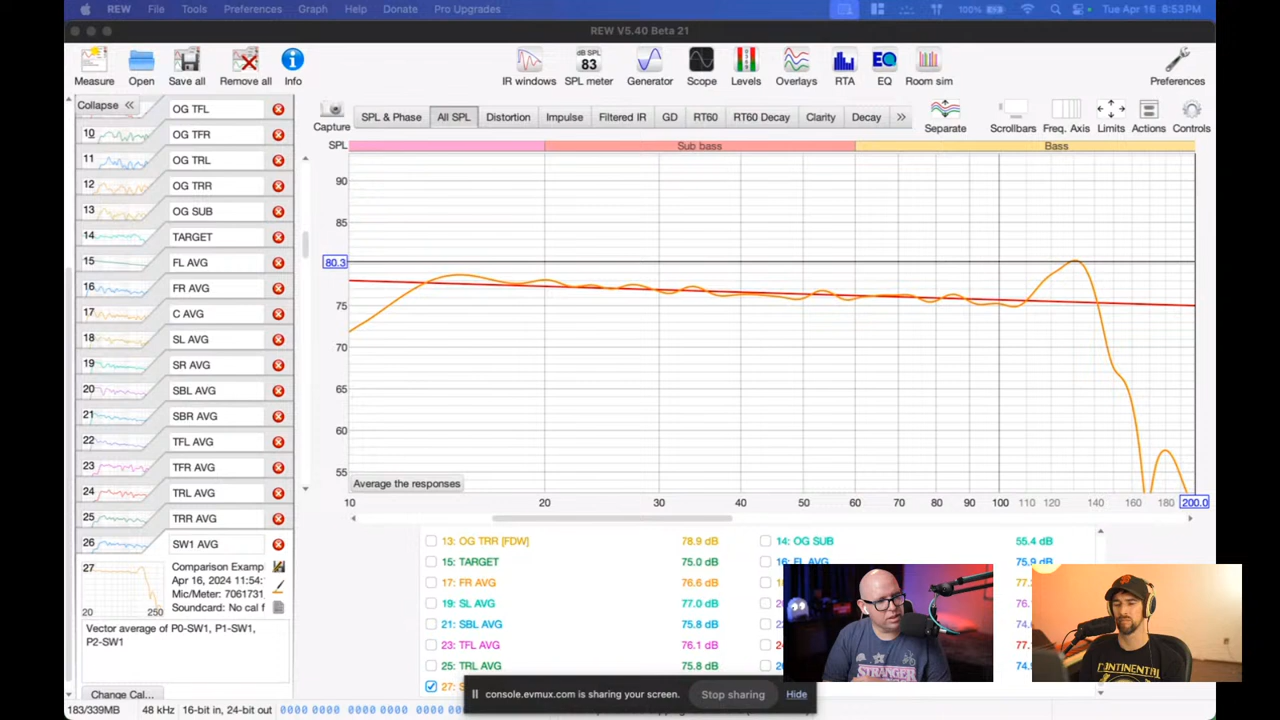 REW File Tools Preferences Graph Help Donate Pro Upgrades 100% Tue Apr 16 8:53 PM
REW V5.40 Beta 21
dB SPL
83
EQ
Measure Open Save all Remove all Info IR windows SPL meter Generator Scope Levels Overlays RTA EQ Room sim Preferences
Collapse
Capture SPL & Phase All SPL Distortion Impulse Filtered IR GD RT60 RT60 Decay Clarity Decay Separate Scrollbars Freq. Axis Limits Actions Controls
OG TFL
10 OG TFR
11 OG TRL
12 OG TRR
13 OG SUB
14 TARGET
15 FL AVG
16 FR AVG
17 C AVG
18 SL AVG
19 SR AVG
20 SBL AVG
21 SBR AVG
22 TFL AVG
23 TFR AVG
24 TRL AVG
25 TRR AVG
26 SW1 AVG
27 Comparison Examp
Apr 16, 2024 11:54:
Mic/Meter: 7061731
Soundcard: No cal f
20 250
Vector average of P0-SW1, P1-SW1,
P2-SW1
Change Cal...
183/339MB 48 kHz 16-bit in, 24-bit out 0000 0000 0000 0000 0000
SPL Sub bass Bass
90
85
80.3
75
70
65
60
55
Average the responses
10 20 30 40 50 60 70 80 90 100 110 120 140 160 180 200.0
13: OG TRR [FDW] 78.9 dB 14: OG SUB 55.4 dB
15: TARGET 75.0 dB 16: FL AVG 75.9 dB
17: FR AVG 76.6 dB
19: SL AVG 77.0 dB
21: SBL AVG 75.8 dB
23: TFL AVG 76.1 dB
25: TRL AVG 75.8 dB
27:
console.evmux.com is sharing your screen. Stop sharing Hide
STRANGER
CONTINENTAL